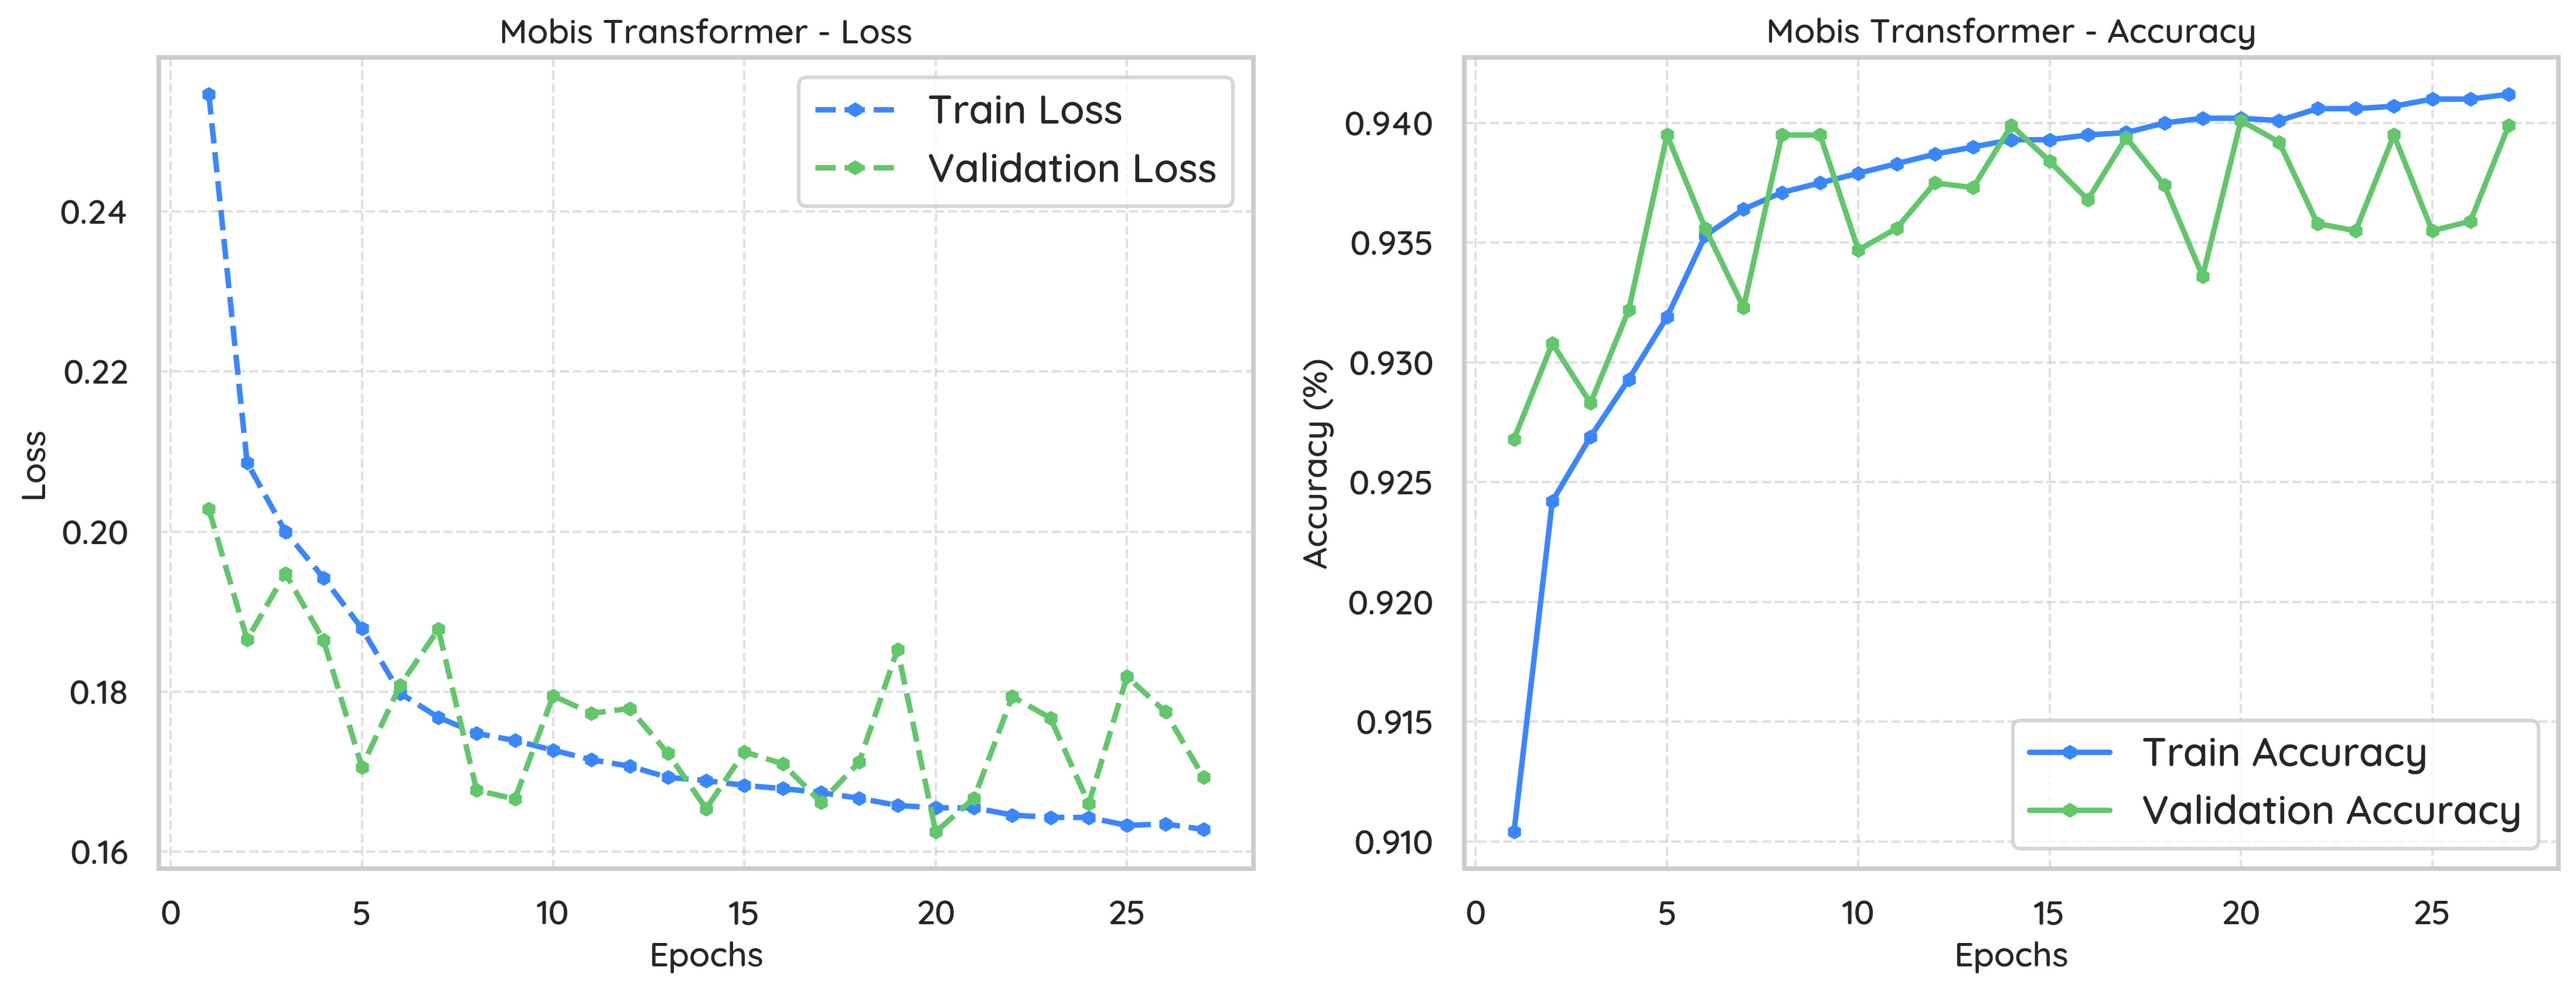 Mobis Transformer - Loss
Train Loss
Validation Loss
0.24
0.22
0.20
0.18
0.16
Loss
0 5 10 15 20 25
Epochs
Mobis Transformer - Accuracy
0.940
0.935
0.930
0.925
0.920
0.915
0.910
Accuracy (%)
Train Accuracy
Validation Accuracy
0 5 10 15 20 25
Epochs